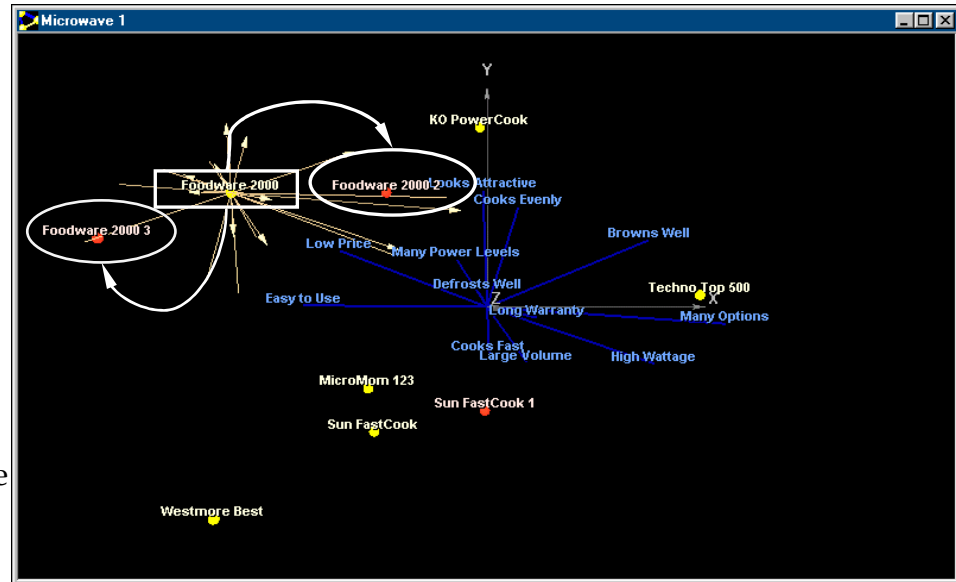 Microwave 1
Y
KO PowerCook
Foodware 2000
Foodware 2000 2
Looks Attractive
Cooks Evenly
Foodware 2000 3
Low Price
Many Power Levels
Browns Well
Defrosts Well
Techno Top 500
Easy to Use
Z
X
Long Warranty
Many Options
Cooks Fast
Large Volume
High Wattage
MicroMom 123
Sun FastCook 1
Sun FastCook
e
Westmore Best